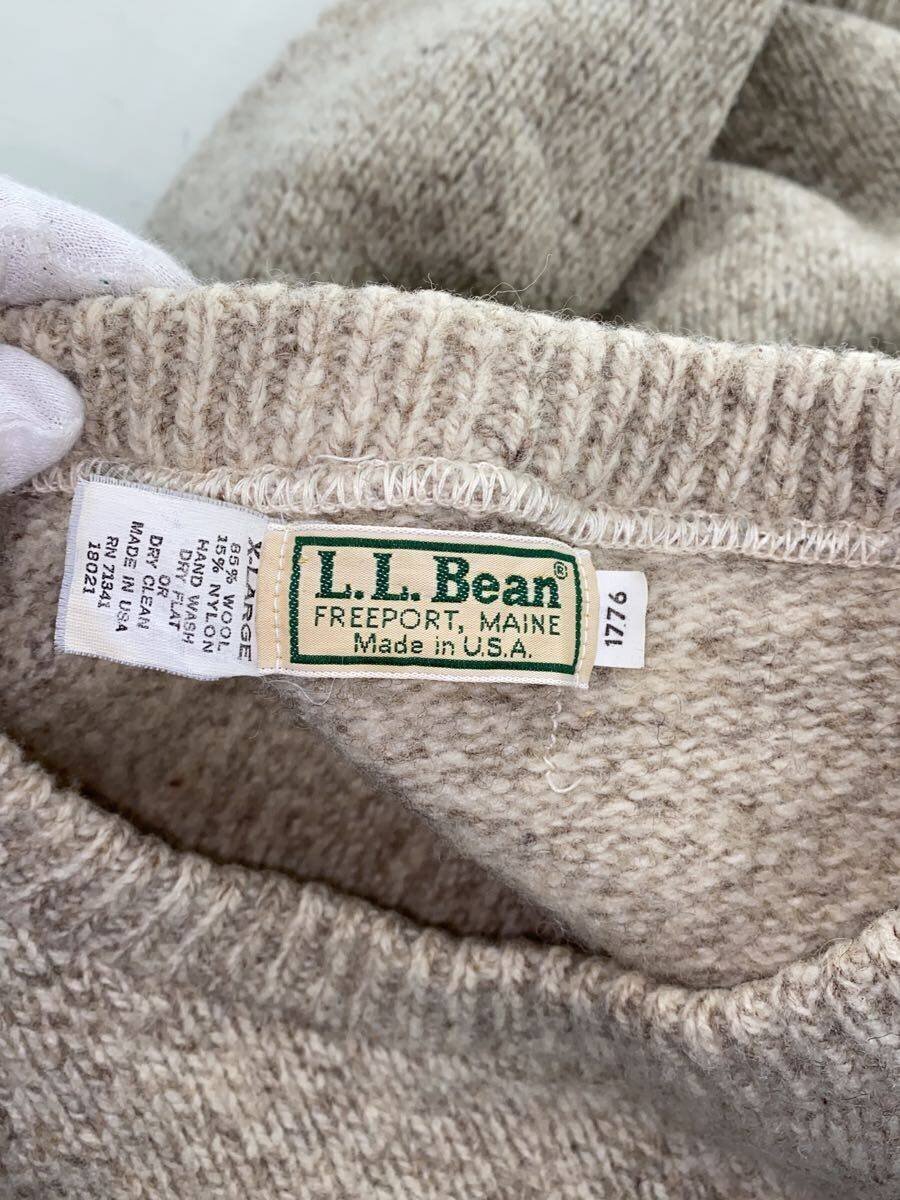 L.L.Bean®
FREEPORT, MAINE
Made in U.S.A.
1776
X-LARGE
85% WOOL
15% NYLON
HAND WASH
DRY FLAT
OR
DRY CLEAN
MADE IN USA
RN 71341
18021